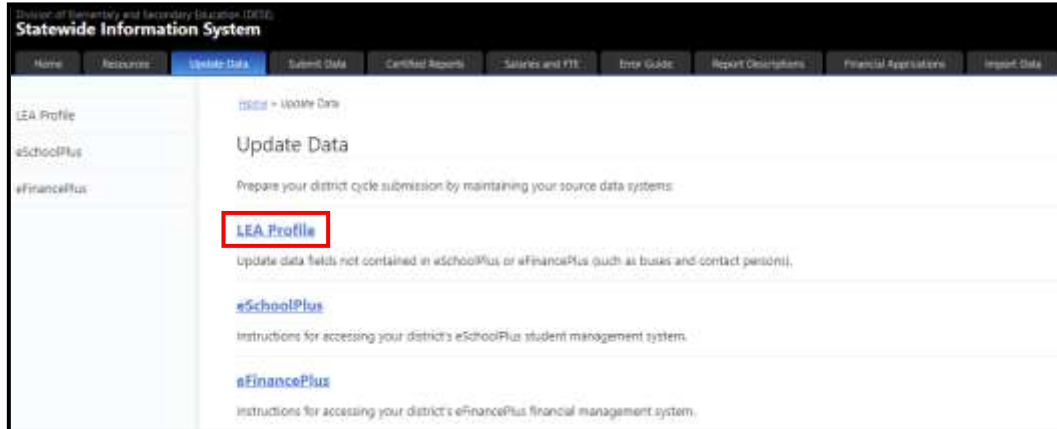 Division of Elementary and Secondary Education (DESE)
Statewide Information System
Home Resources Update Data Submit Data Certified Reports Salaries and FTE Error Guide Report Descriptions Financial Applications Import Data
Home » Update Data
LEA Profile
eSchoolPlus
eFinancePlus
Update Data
Prepare your district cycle submission by maintaining your source data systems:
LEA Profile
Update data fields not contained in eSchoolPlus or eFinancePlus (such as buses and contact persons).
eSchoolPlus
Instructions for accessing your district's eSchoolPlus student management system.
eFinancePlus
Instructions for accessing your district's eFinancePlus financial management system.